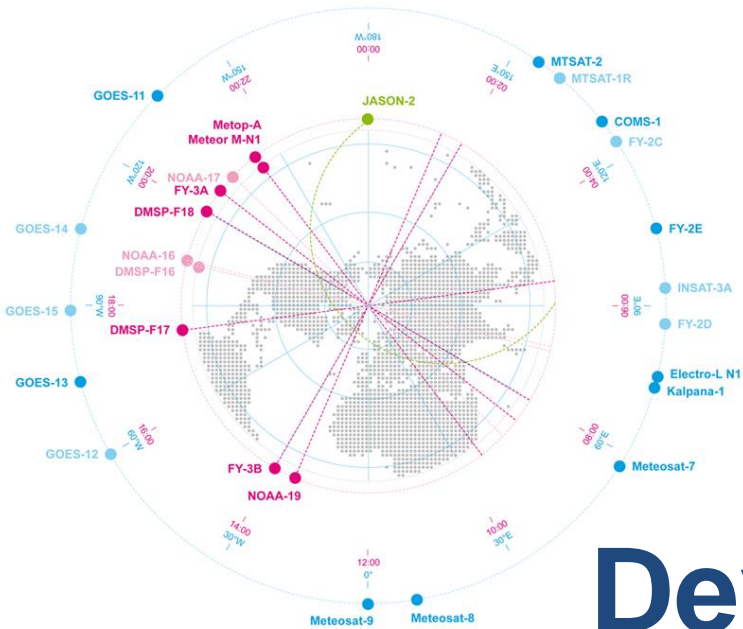 180°W
00:00
150°W
22:00
150°E
02:00
MTSAT-2
MTSAT-1R
GOES-11
JASON-2
COMS-1
FY-2C
Metop-A
Meteor M-N1
NOAA-17
FY-3A
DMSP-F18
120°W
20:00
120°E
04:00
GOES-14
FY-2E
NOAA-16
DMSP-F16
INSAT-3A
GOES-15
90°W
18:00
06:00
90°E
DMSP-F17
FY-2D
GOES-13
Electro-L N1
Kalpana-1
16:00
60°W
08:00
60°E
GOES-12
FY-3B
NOAA-19
Meteosat-7
14:00
30°W
10:00
30°E
12:00
0°
Meteosat-9
Meteosat-8